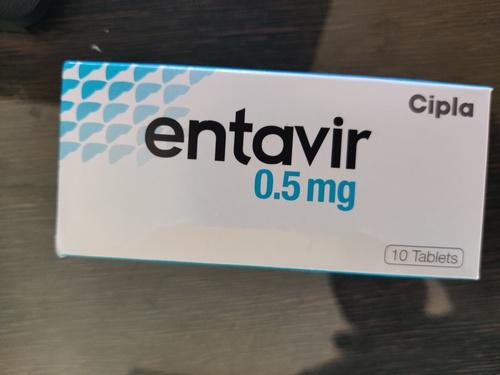 Cipla
entavir
0.5 mg
10 Tablets